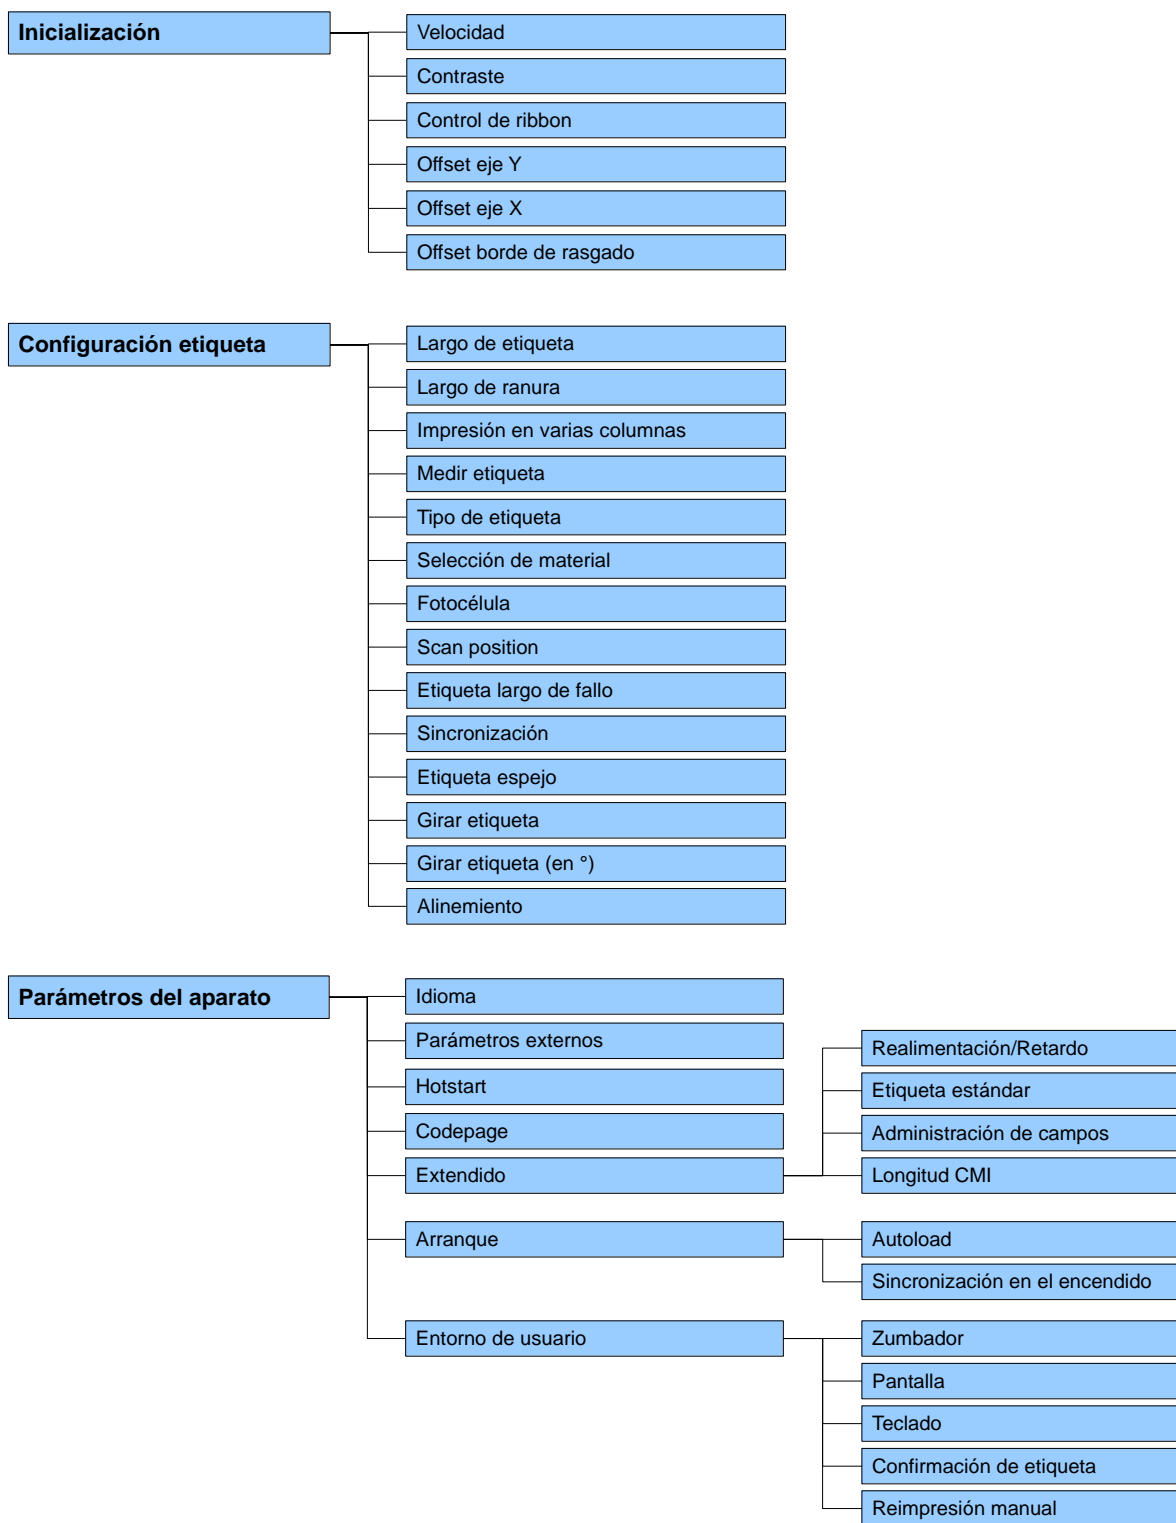 Inicialización
Velocidad
Contraste
Control de ribbon
Offset eje Y
Offset eje X
Offset borde de rasgado
Configuración etiqueta
Largo de etiqueta
Largo de ranura
Impresión en varias columnas
Medir etiqueta
Tipo de etiqueta
Selección de material
Fotocélula
Scan position
Etiqueta largo de fallo
Sincronización
Etiqueta espejo
Girar etiqueta
Girar etiqueta (en °)
Alinemiento
Parámetros del aparato
Idioma
Parámetros externos
Hotstart
Codepage
Extendido
Realimentación/Retardo
Etiqueta estándar
Administración de campos
Longitud CMI
Arranque
Autoload
Sincronización en el encendido
Entorno de usuario
Zumbador
Pantalla
Teclado
Confirmación de etiqueta
Reimpresión manual